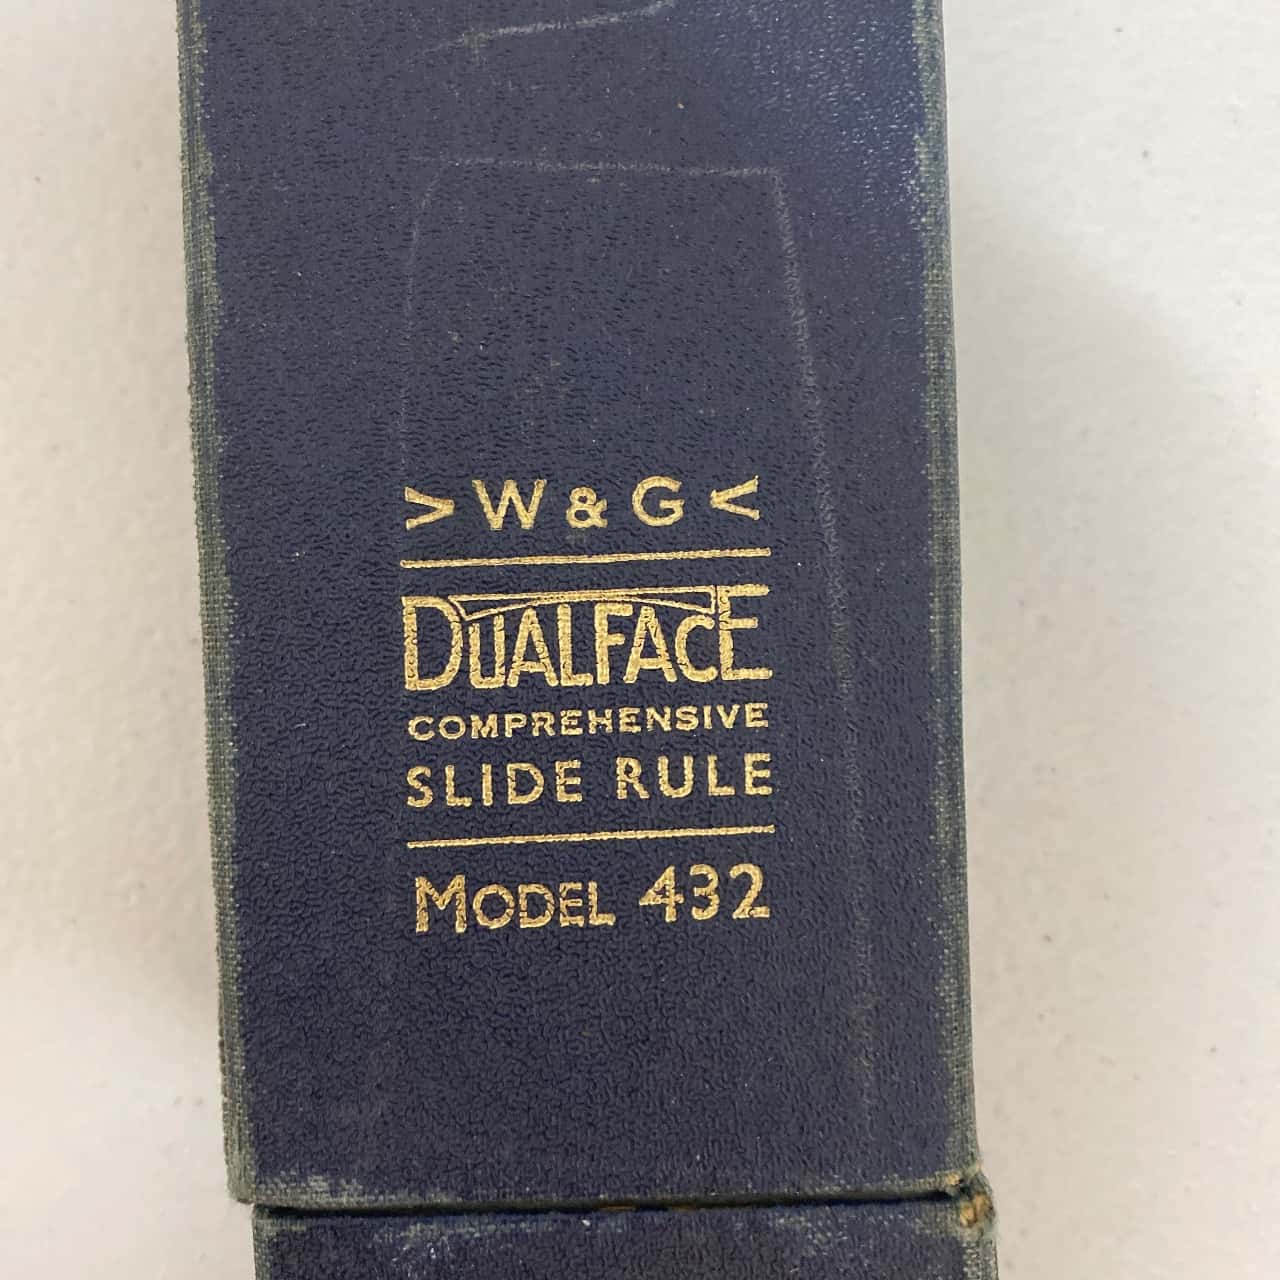 >W&G<
DUALFACE
COMPREHENSIVE
SLIDE RULE
MODEL 432